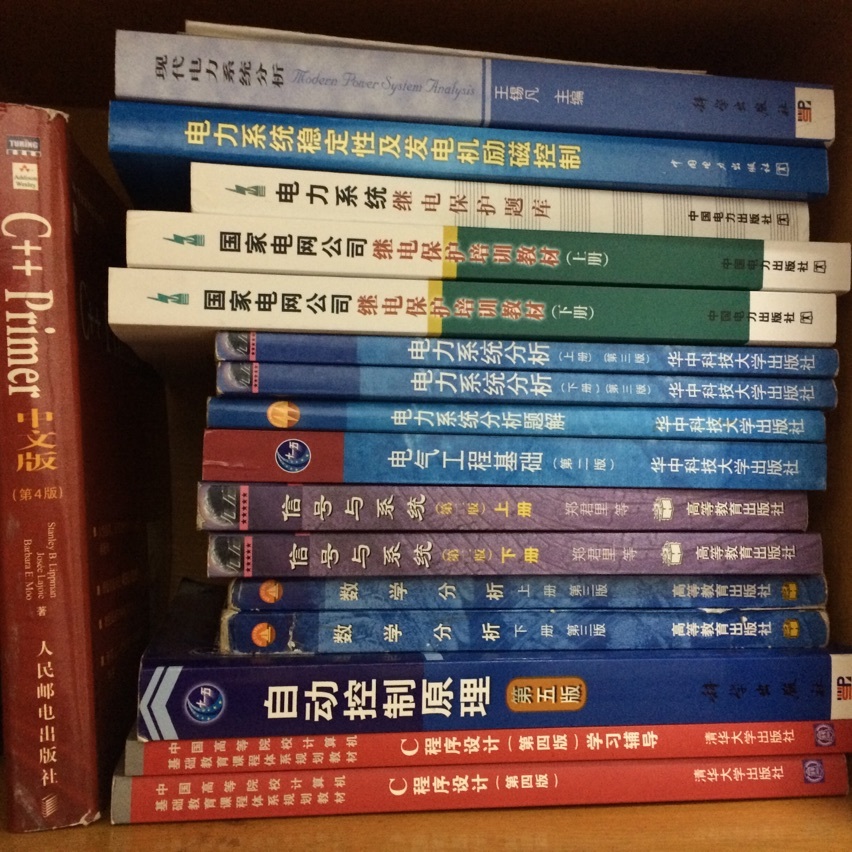 TURING
Addison
Wesley
C++ Primer 中文版
(第4版)
Stanley B. Lippman
Josée Lajoie
Barbara E. Moo
著
人民邮电出版社
现代电力系统分析 Modern Power System Analysis 王锡凡 主编 科学出版社
电力系统稳定性及发电机励磁控制 中国电力出版社
电力系统继电保护题库 中国电力出版社
国家电网公司继电保护培训教材(上册) 中国电力出版社
国家电网公司继电保护培训教材(下册) 中国电力出版社
电力系统分析(上册)(第三版) 华中科技大学出版社
电力系统分析(下册)(第三版) 华中科技大学出版社
电力系统分析题解 华中科技大学出版社
十一五 电气工程基础(第二版) 华中科技大学出版社
信号与系统(第二版)上册 郑君里 等 高等教育出版社
信号与系统(第二版)下册 郑君里 等 高等教育出版社
数学分析 上册 第三版 高等教育出版社
数学分析 下册 第三版 高等教育出版社
十一五 自动控制原理 第五版 科学出版社
中国高等院校计算机
基础教育课程体系规划教材
C程序设计(第四版)学习辅导 清华大学出版社
中国高等院校计算机
基础教育课程体系规划教材
C程序设计(第四版) 清华大学出版社